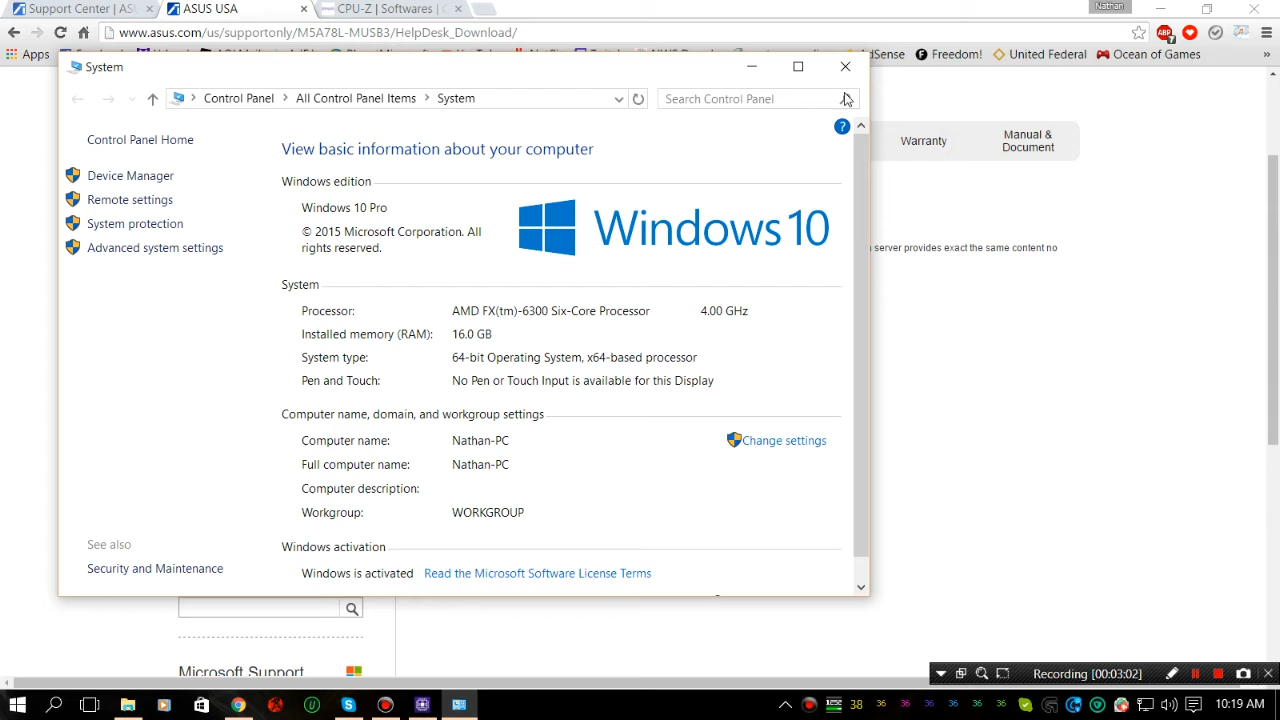 Support Center | ASU ×
ASUS USA ×
CPU-Z | Softwares | C ×
Nathan
www.asus.com/us/supportonly/M5A78L-MUSB3/HelpDesk_Download/
ABP
Apps
AdSense
Freedom!
United Federal
Ocean of Games
»
System
Control Panel
All Control Panel Items
System
Search Control Panel
Control Panel Home
Device Manager
Remote settings
System protection
Advanced system settings
See also
Security and Maintenance
View basic information about your computer
Windows edition
Windows 10 Pro
© 2015 Microsoft Corporation. All
rights reserved.
Windows 10
System
Processor: AMD FX(tm)-6300 Six-Core Processor 4.00 GHz
Installed memory (RAM): 16.0 GB
System type: 64-bit Operating System, x64-based processor
Pen and Touch: No Pen or Touch Input is available for this Display
Computer name, domain, and workgroup settings
Computer name: Nathan-PC
Change settings
Full computer name: Nathan-PC
Computer description:
Workgroup: WORKGROUP
Windows activation
Windows is activated Read the Microsoft Software License Terms
Warranty
Manual &
Document
server provides exact the same content no
Microsoft Support
Recording [00:03:02]
38 36 36 36 36 36
10:19 AM